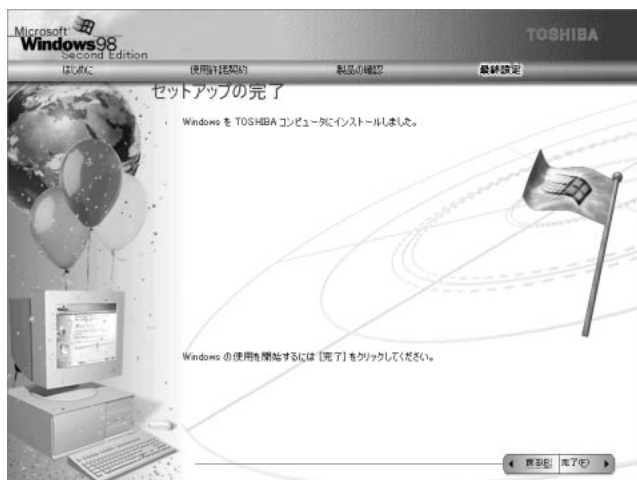 Microsoft
Windows98
Second Edition
TOSHIBA
はじめに
使用許諾契約
製品の確認
最終設定
セットアップの完了
Windows を TOSHIBA コンピュータにインストールしました。
Windows の使用を開始するには [完了] をクリックしてください。
戻る(B)
完了(F)